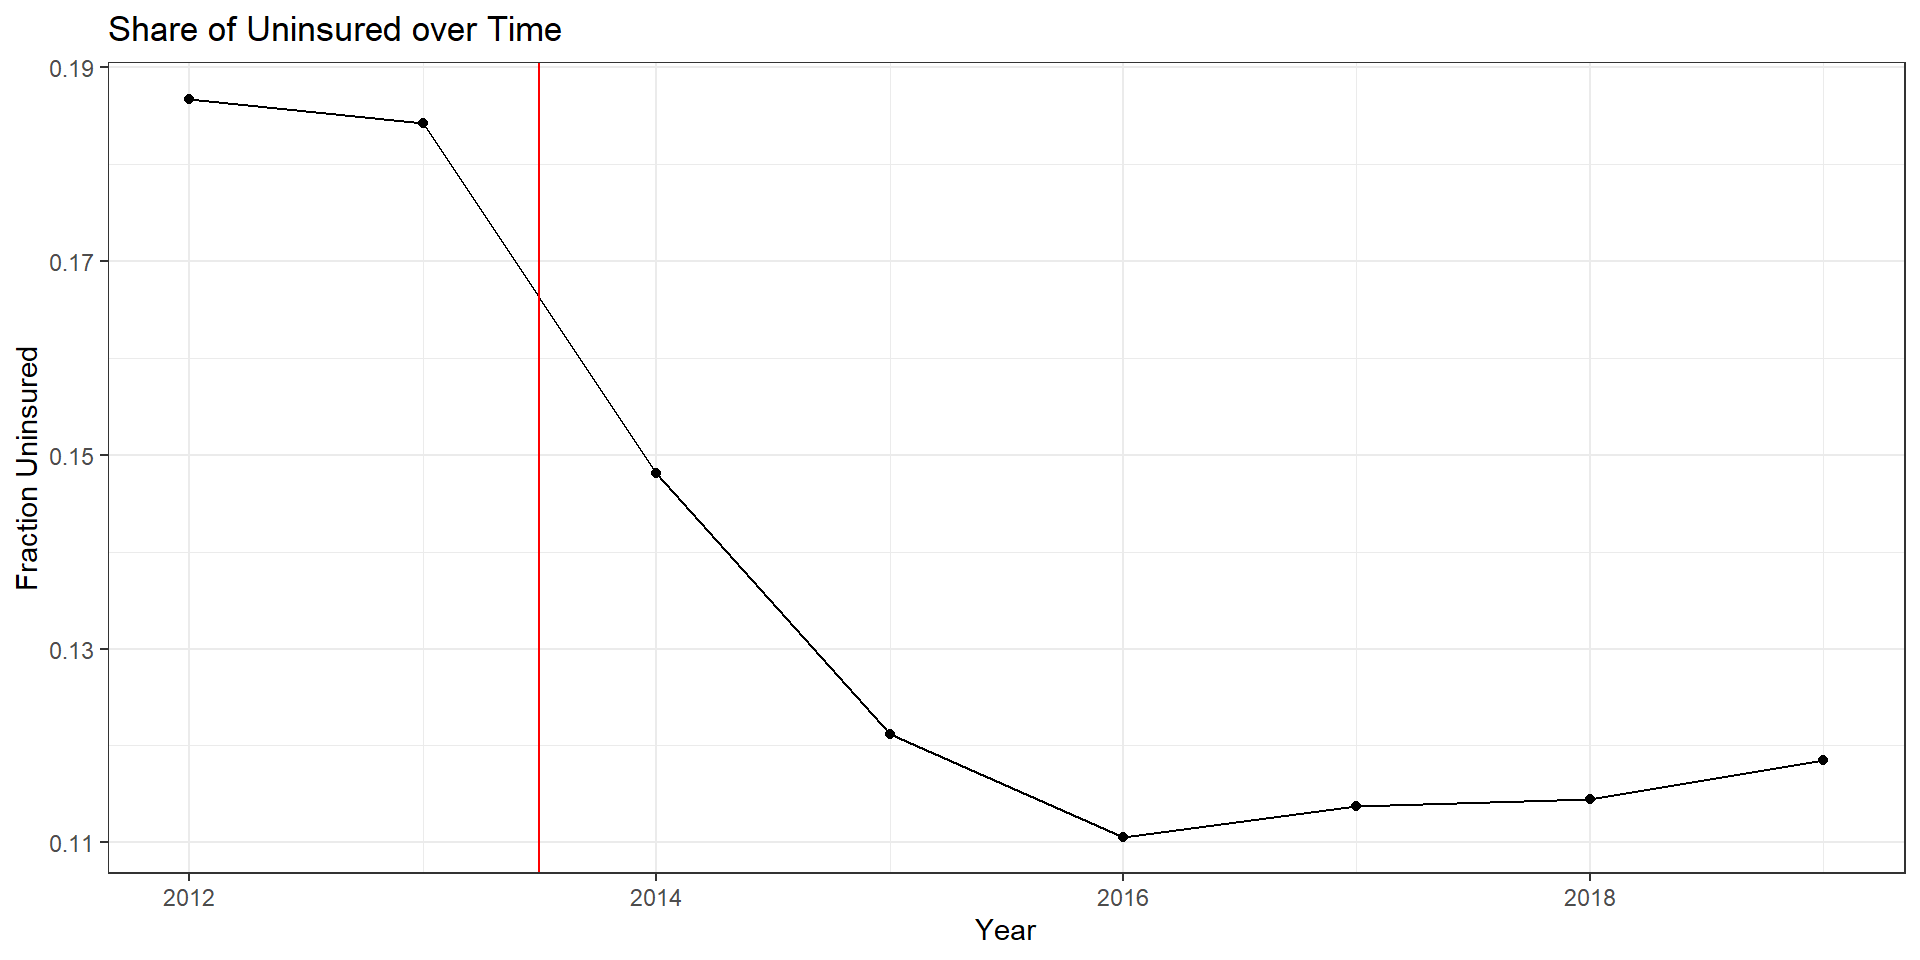 Share of Uninsured over Time
0.19
0.17
0.15
0.13
0.11
Fraction Uninsured
2012 2014 2016 2018
Year